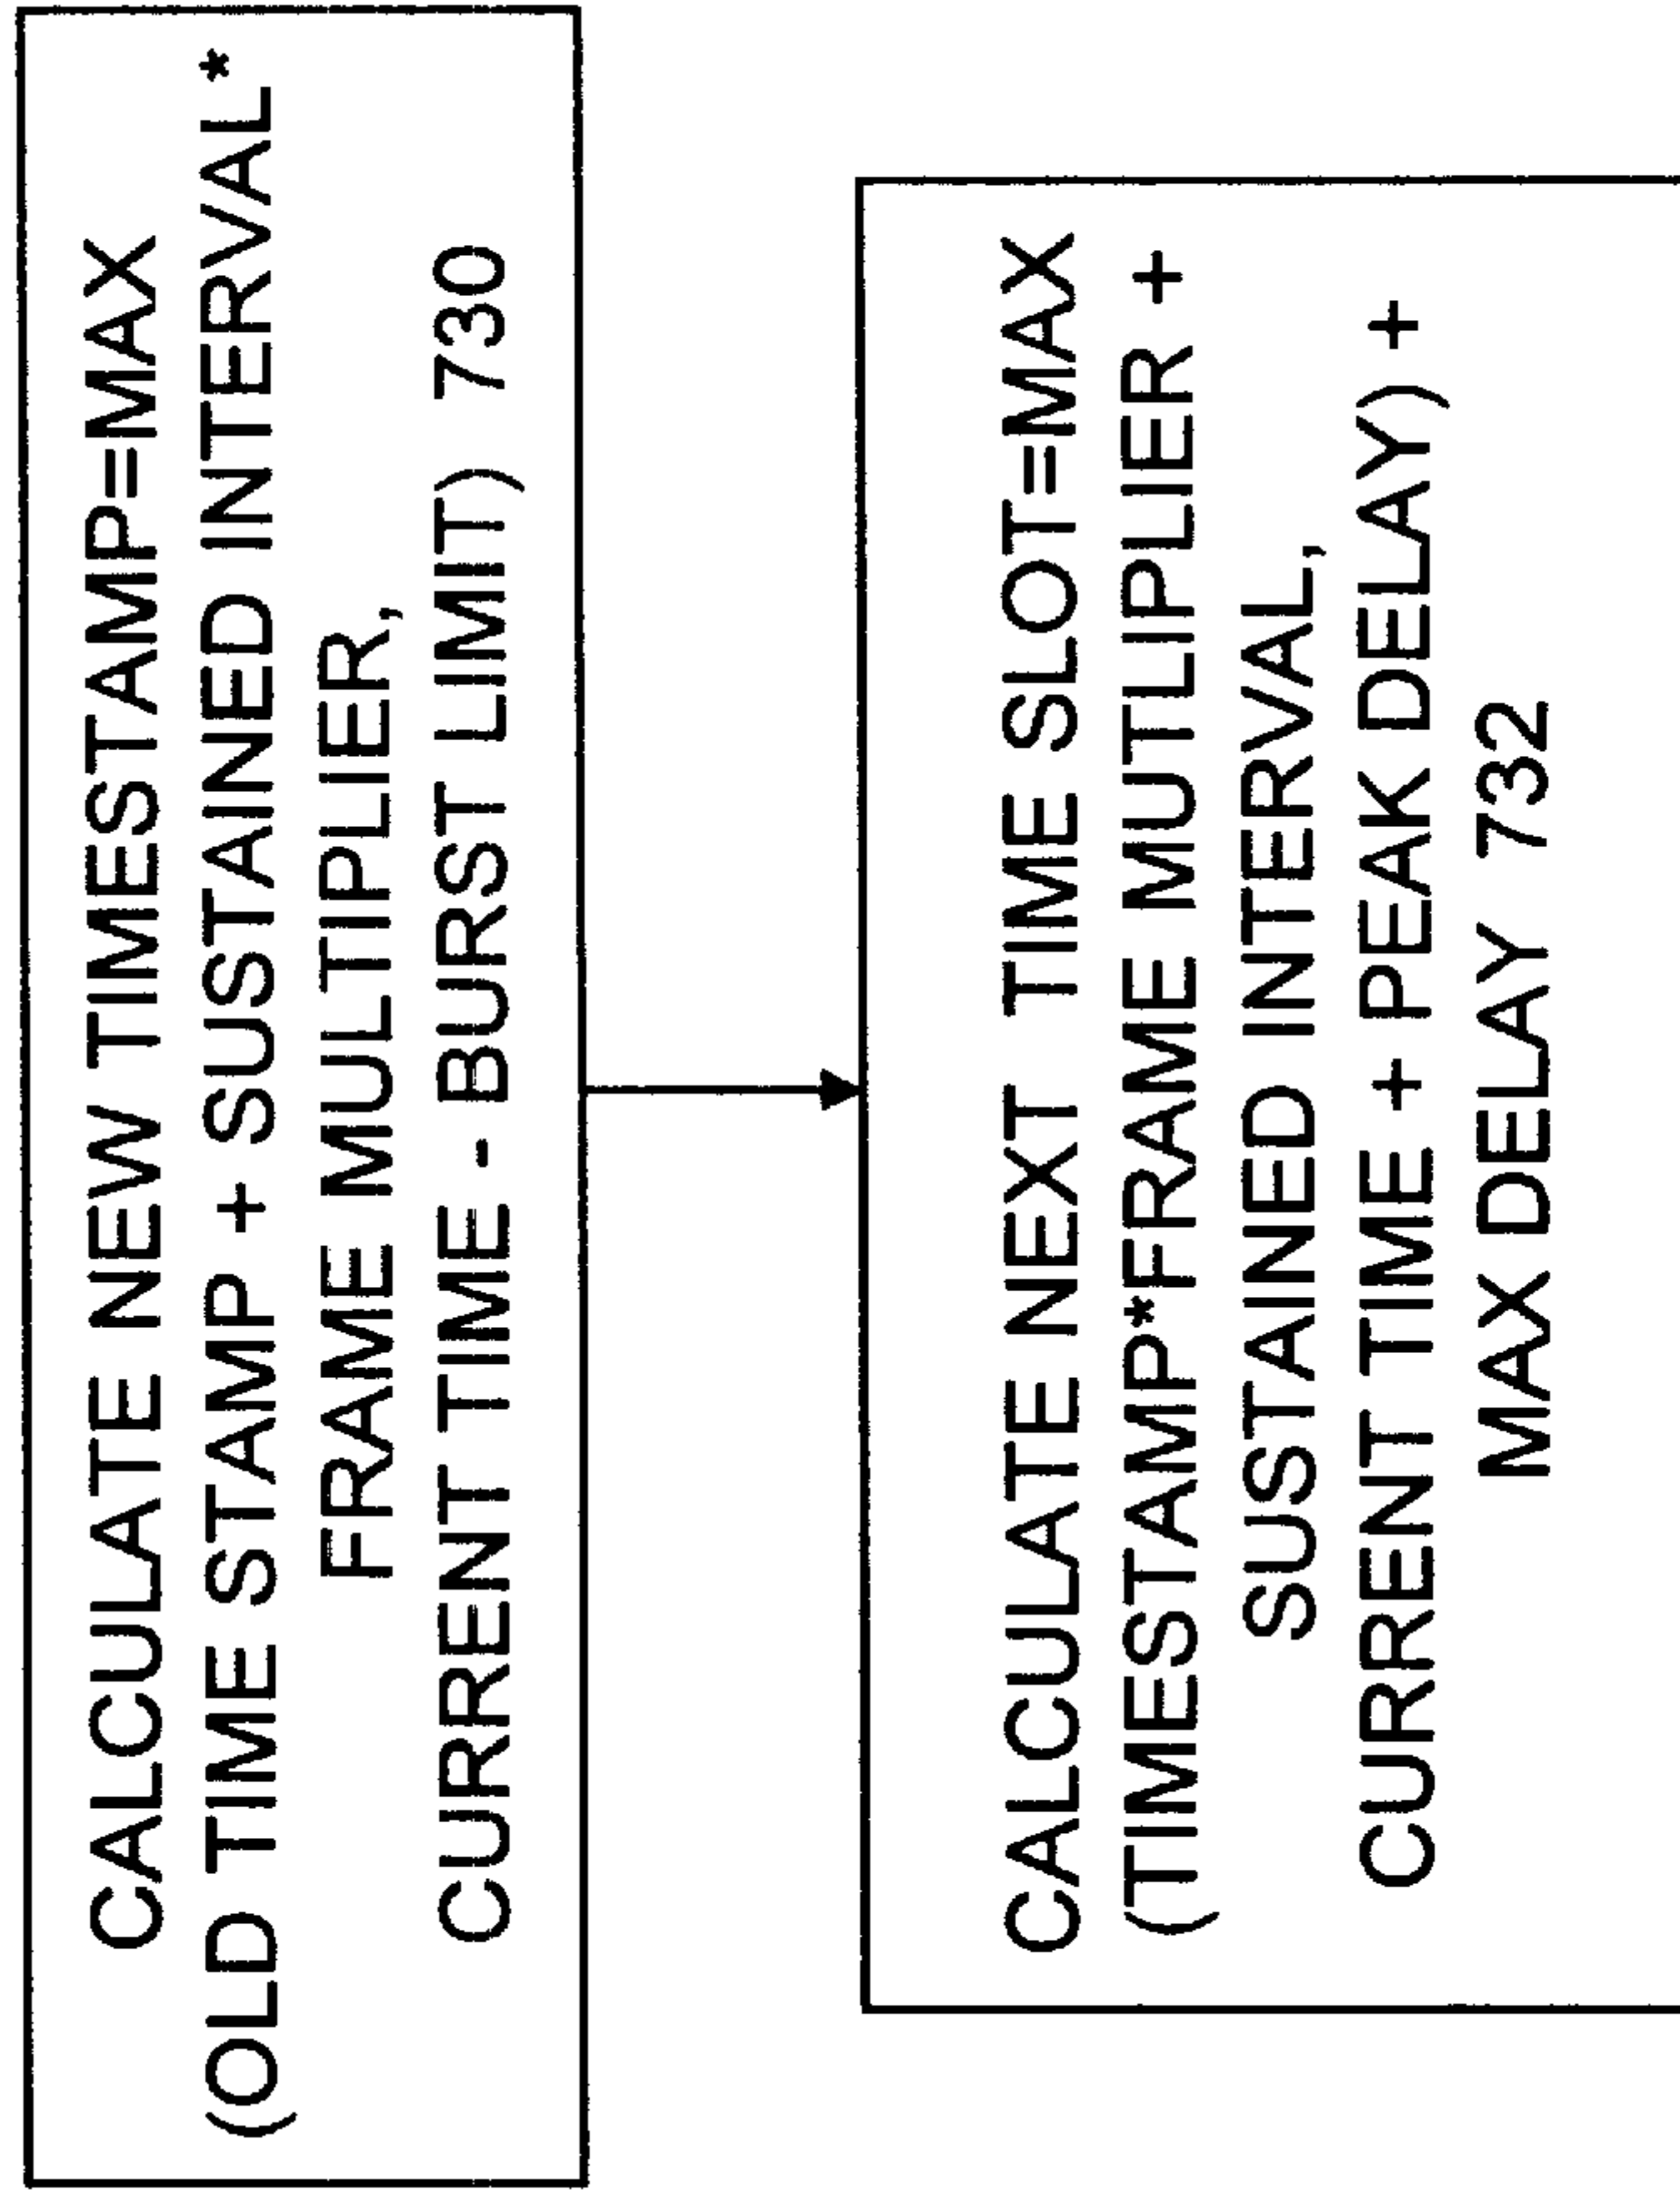 CALCULATE NEW TIMESTAMP=MAX
(OLD TIME STAMP + SUSTAINED INTERVAL*
FRAME MULTIPLIER,
CURRENT TIME - BURST LIMIT) 730
CALCULATE NEXT TIME SLOT=MAX
(TIMESTAMP*FRAME MUTLIPLIER +
SUSTAINED INTERVAL,
CURRENT TIME + PEAK DELAY) +
MAX DELAY 732